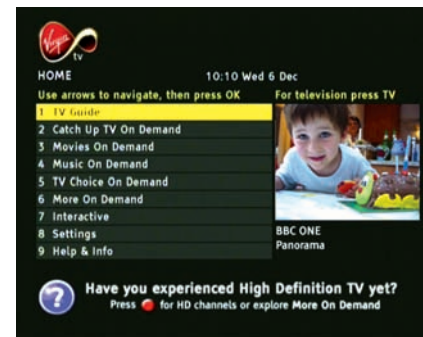 Virgin
tv
HOME 10:10 Wed 6 Dec
Use arrows to navigate, then press OK For television press TV
1 TV Guide
2 Catch Up TV On Demand
3 Movies On Demand
4 Music On Demand
5 TV Choice On Demand
6 More On Demand
7 Interactive
8 Settings
9 Help & Info
BBC ONE
Panorama
? Have you experienced High Definition TV yet?
Press for HD channels or explore More On Demand